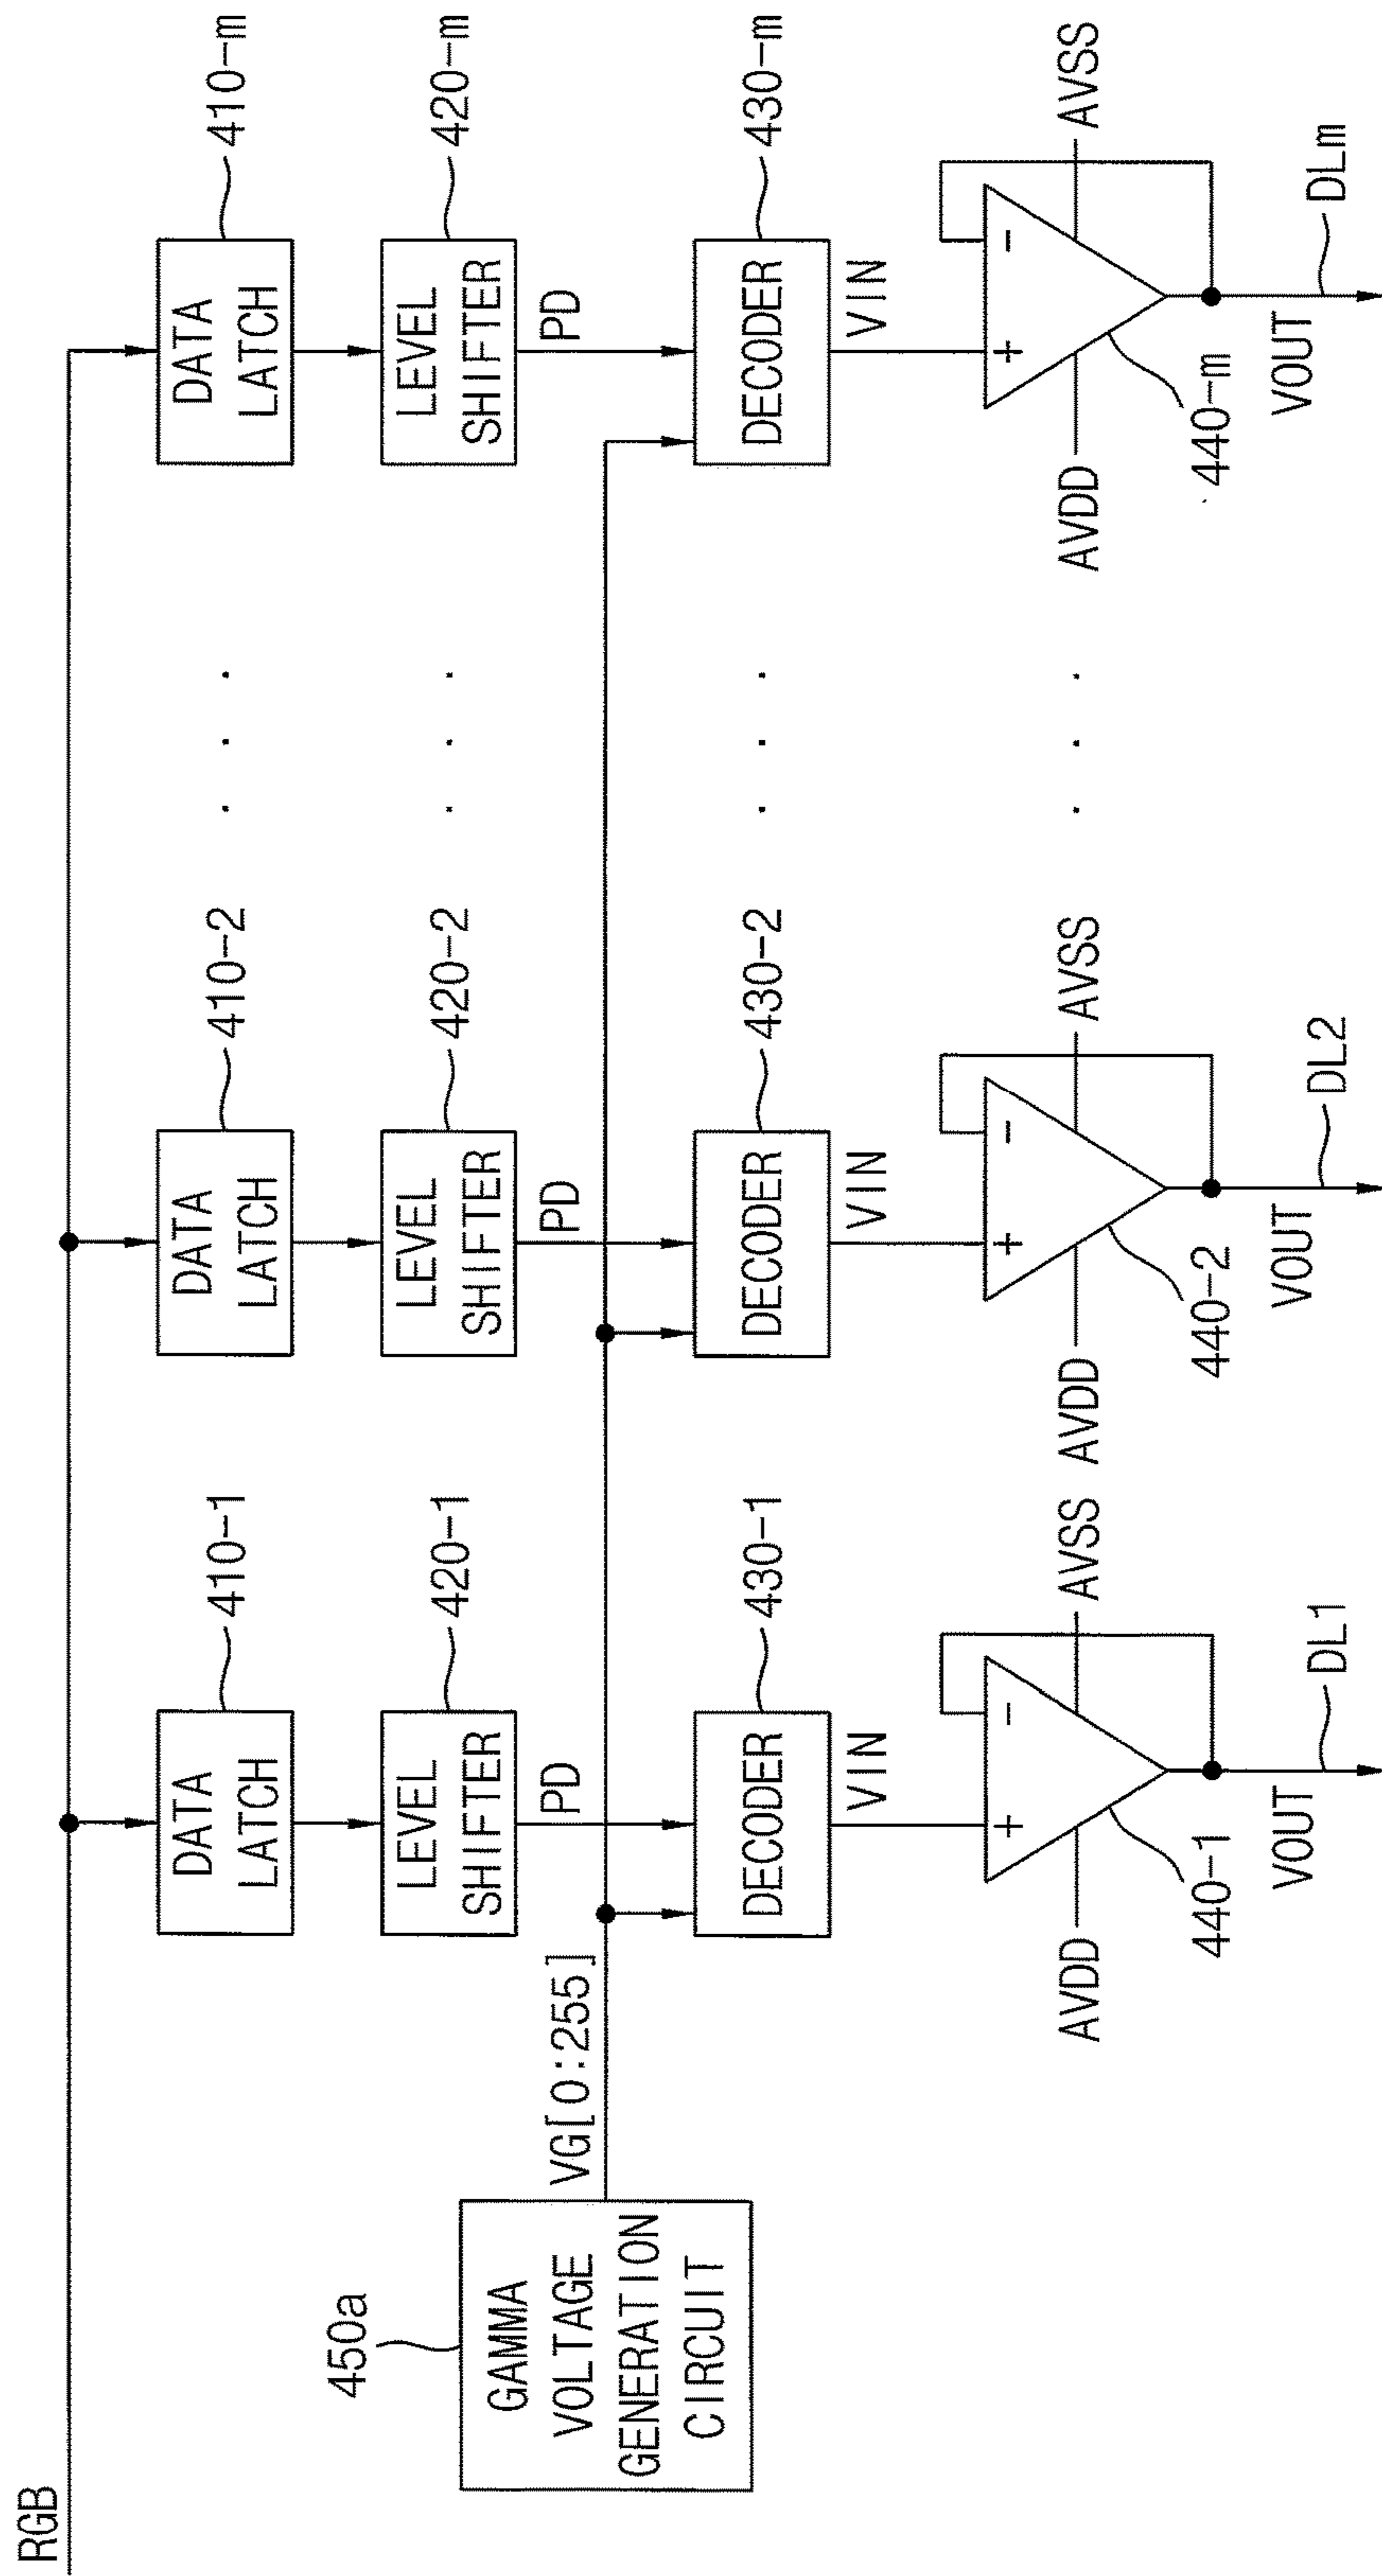 RGB
450a
GAMMA
VOLTAGE
GENERATION
CIRCUIT
VG[0:255]
DATA
LATCH
410-1
LEVEL
SHIFTER
420-1
PD
DECODER
430-1
VIN
+
-
AVDD
AVSS
440-1
VOUT
DL1
DATA
LATCH
410-2
LEVEL
SHIFTER
420-2
PD
DECODER
430-2
VIN
+
-
AVDD
AVSS
440-2
VOUT
DL2
. . .
. . .
. . .
. . .
DATA
LATCH
410-m
LEVEL
SHIFTER
420-m
PD
DECODER
430-m
VIN
+
-
AVDD
AVSS
440-m
VOUT
DLm